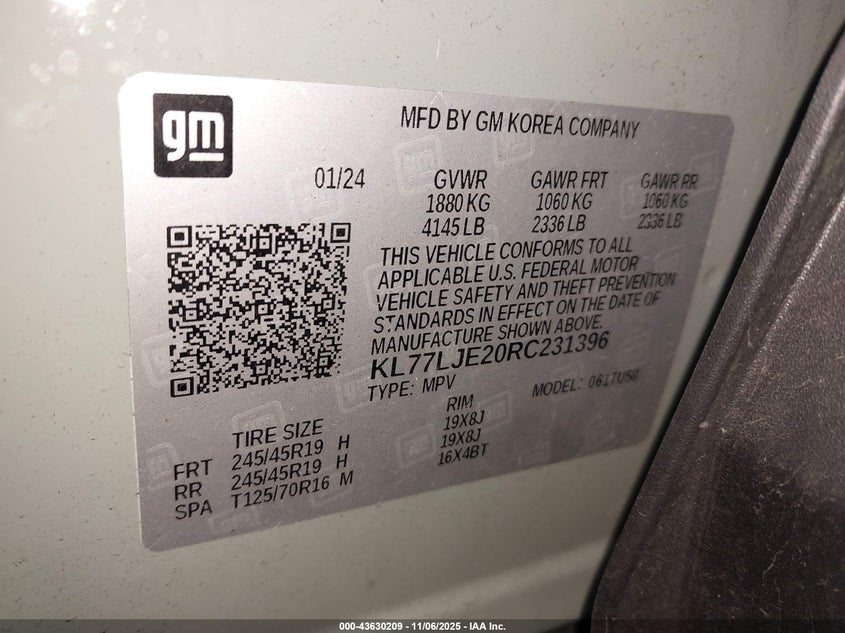 gm
MFD BY GM KOREA COMPANY
01/24 GVWR GAWR FRT GAWR RR
1880 KG 1060 KG 1060 KG
4145 LB 2336 LB 2336 LB
THIS VEHICLE CONFORMS TO ALL
APPLICABLE U.S. FEDERAL MOTOR
VEHICLE SAFETY AND THEFT PREVENTION
STANDARDS IN EFFECT ON THE DATE OF
MANUFACTURE SHOWN ABOVE.
KL77LJE20RC231396
TYPE: MPV MODEL: 061TU58
TIRE SIZE RIM
FRT 245/45R19 H 19X8J
RR 245/45R19 H 19X8J
SPA T125/70R16 M 16X4BT
000-43630209 - 11/06/2025 - IAA Inc.